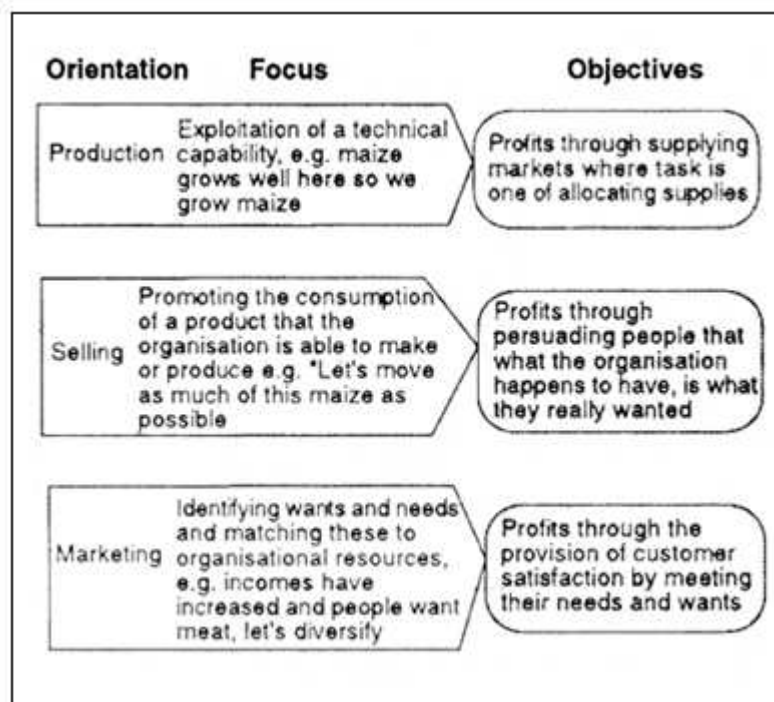 Orientation Focus Objectives
Production
Exploitation of a technical
capability, e.g. maize
grows well here so we
grow maize
Profits through supplying
markets where task is
one of allocating supplies
Selling
Promoting the consumption
of a product that the
organisation is able to make
or produce e.g. "Let's move
as much of this maize as
possible
Profits through
persuading people that
what the organisation
happens to have, is what
they really wanted
Marketing
Identifying wants and needs
and matching these to
organisational resources,
e.g. incomes have
increased and people want
meat, let's diversify
Profits through the
provision of customer
satisfaction by meeting
their needs and wants